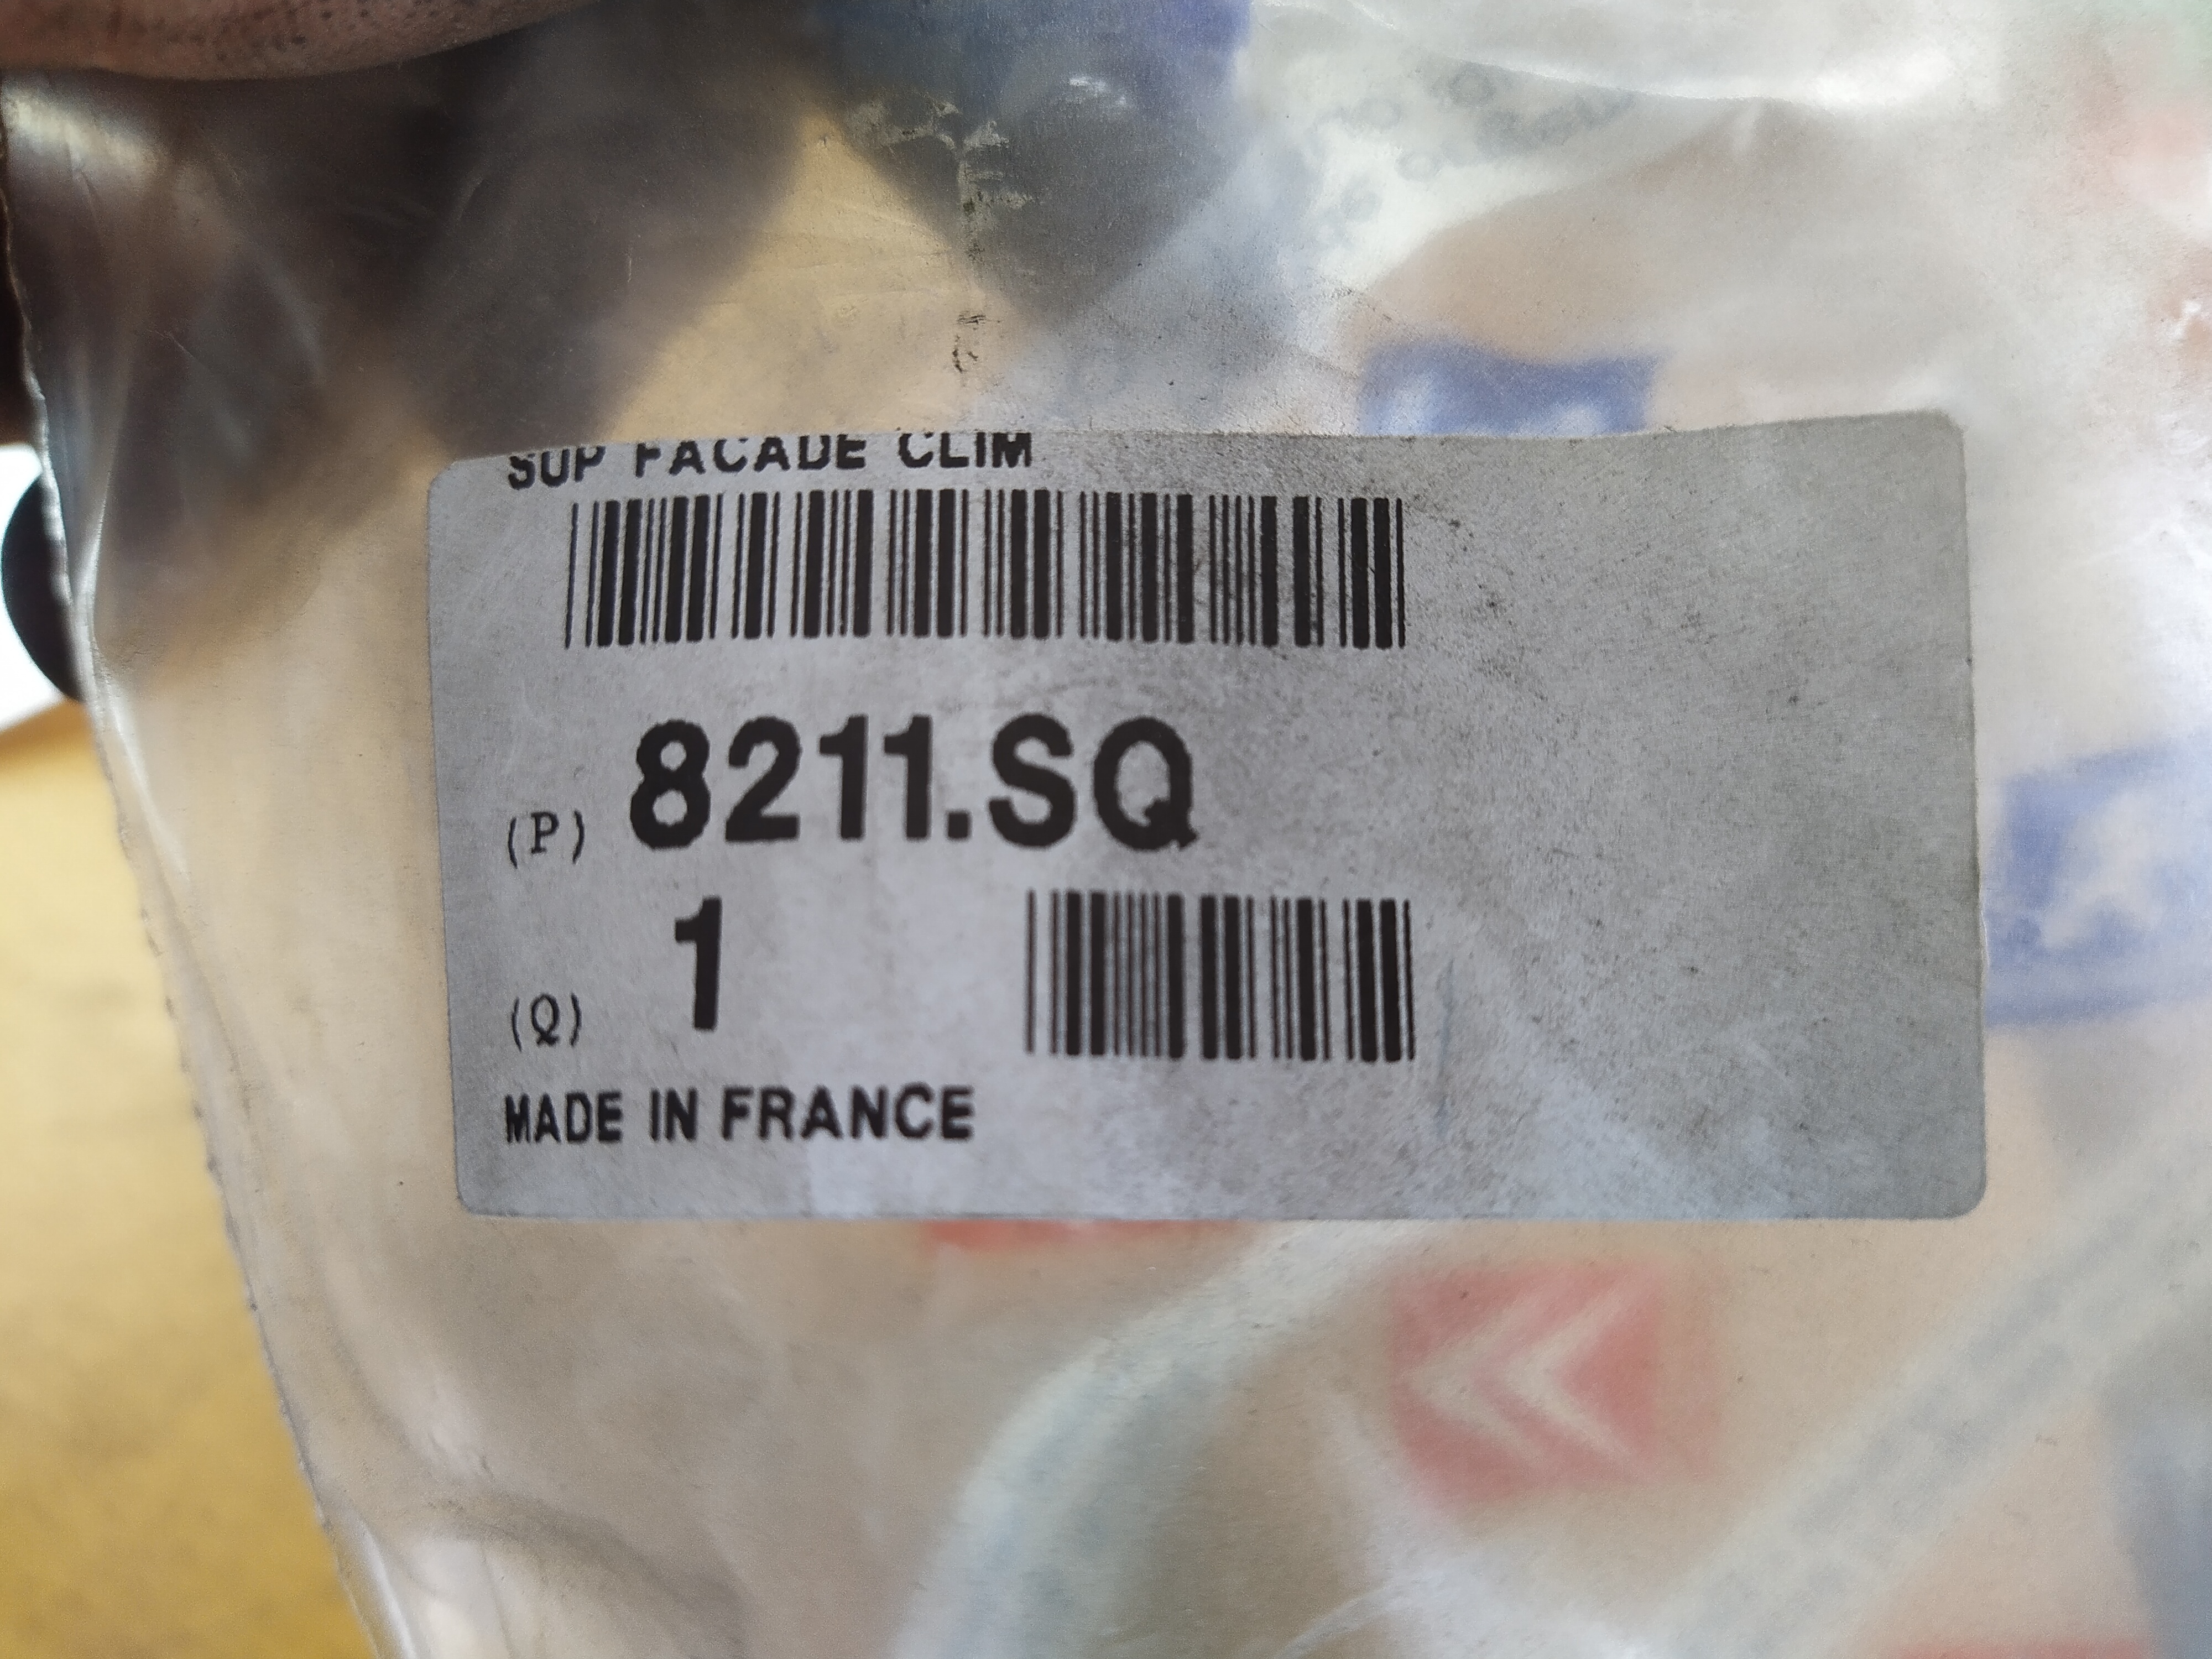 SUP FACADE CLIM
(P) 8211.SQ
(Q) 1
MADE IN FRANCE